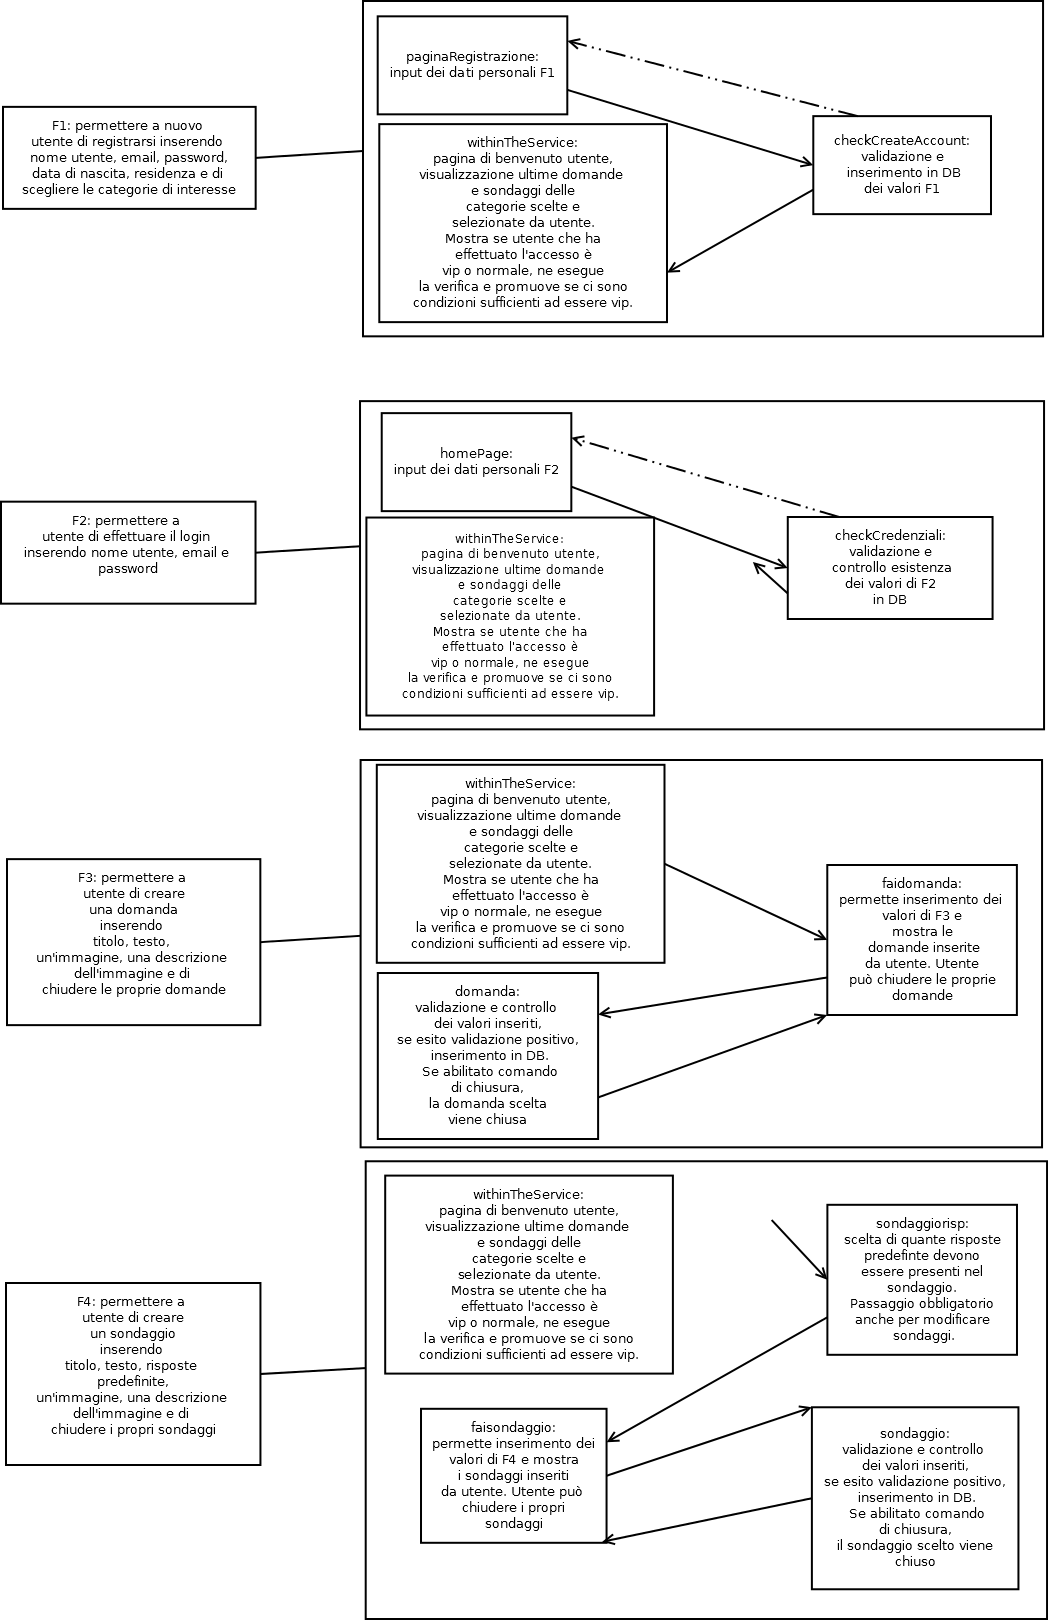 paginaRegistrazione:
input dei dati personali F1
F1: permettere a nuovo
utente di registrarsi inserendo
nome utente, email, password,
data di nascita, residenza e di
scegliere le categorie di interesse
withinTheService:
pagina di benvenuto utente,
visualizzazione ultime domande
e sondaggi delle
categorie scelte e
selezionate da utente.
Mostra se utente che ha
effettuato l'accesso è
vip o normale, ne esegue
la verifica e promuove se ci sono
condizioni sufficienti ad essere vip.
checkCreateAccount:
validazione e
inserimento in DB
dei valori F1
homePage:
input dei dati personali F2
F2: permettere a
utente di effettuare il login
inserendo nome utente, email e
password
withinTheService:
pagina di benvenuto utente,
visualizzazione ultime domande
e sondaggi delle
categorie scelte e
selezionate da utente.
Mostra se utente che ha
effettuato l'accesso è
vip o normale, ne esegue
la verifica e promuove se ci sono
condizioni sufficienti ad essere vip.
checkCredenziali:
validazione e
controllo esistenza
dei valori di F2
in DB
withinTheService:
pagina di benvenuto utente,
visualizzazione ultime domande
e sondaggi delle
categorie scelte e
selezionate da utente.
Mostra se utente che ha
effettuato l'accesso è
vip o normale, ne esegue
la verifica e promuove se ci sono
condizioni sufficienti ad essere vip.
F3: permettere a
utente di creare
una domanda
inserendo
titolo, testo,
un'immagine, una descrizione
dell'immagine e di
chiudere le proprie domande
faidomanda:
permette inserimento dei
valori di F3 e
mostra le
domande inserite
da utente. Utente
può chiudere le proprie
domande
domanda:
validazione e controllo
dei valori inseriti,
se esito validazione positivo,
inserimento in DB.
Se abilitato comando
di chiusura,
la domanda scelta
viene chiusa
withinTheService:
pagina di benvenuto utente,
visualizzazione ultime domande
e sondaggi delle
categorie scelte e
selezionate da utente.
Mostra se utente che ha
effettuato l'accesso è
vip o normale, ne esegue
la verifica e promuove se ci sono
condizioni sufficienti ad essere vip.
sondaggiorisp:
scelta di quante risposte
predefinte devono
essere presenti nel
sondaggio.
Passaggio obbligatorio
anche per modificare
sondaggi.
F4: permettere a
utente di creare
un sondaggio
inserendo
titolo, testo, risposte
predefinite,
un'immagine, una descrizione
dell'immagine e di
chiudere i propri sondaggi
faisondaggio:
permette inserimento dei
valori di F4 e mostra
i sondaggi inseriti
da utente. Utente può
chiudere i propri
sondaggi
sondaggio:
validazione e controllo
dei valori inseriti,
se esito validazione positivo,
inserimento in DB.
Se abilitato comando
di chiusura,
il sondaggio scelto viene
chiuso